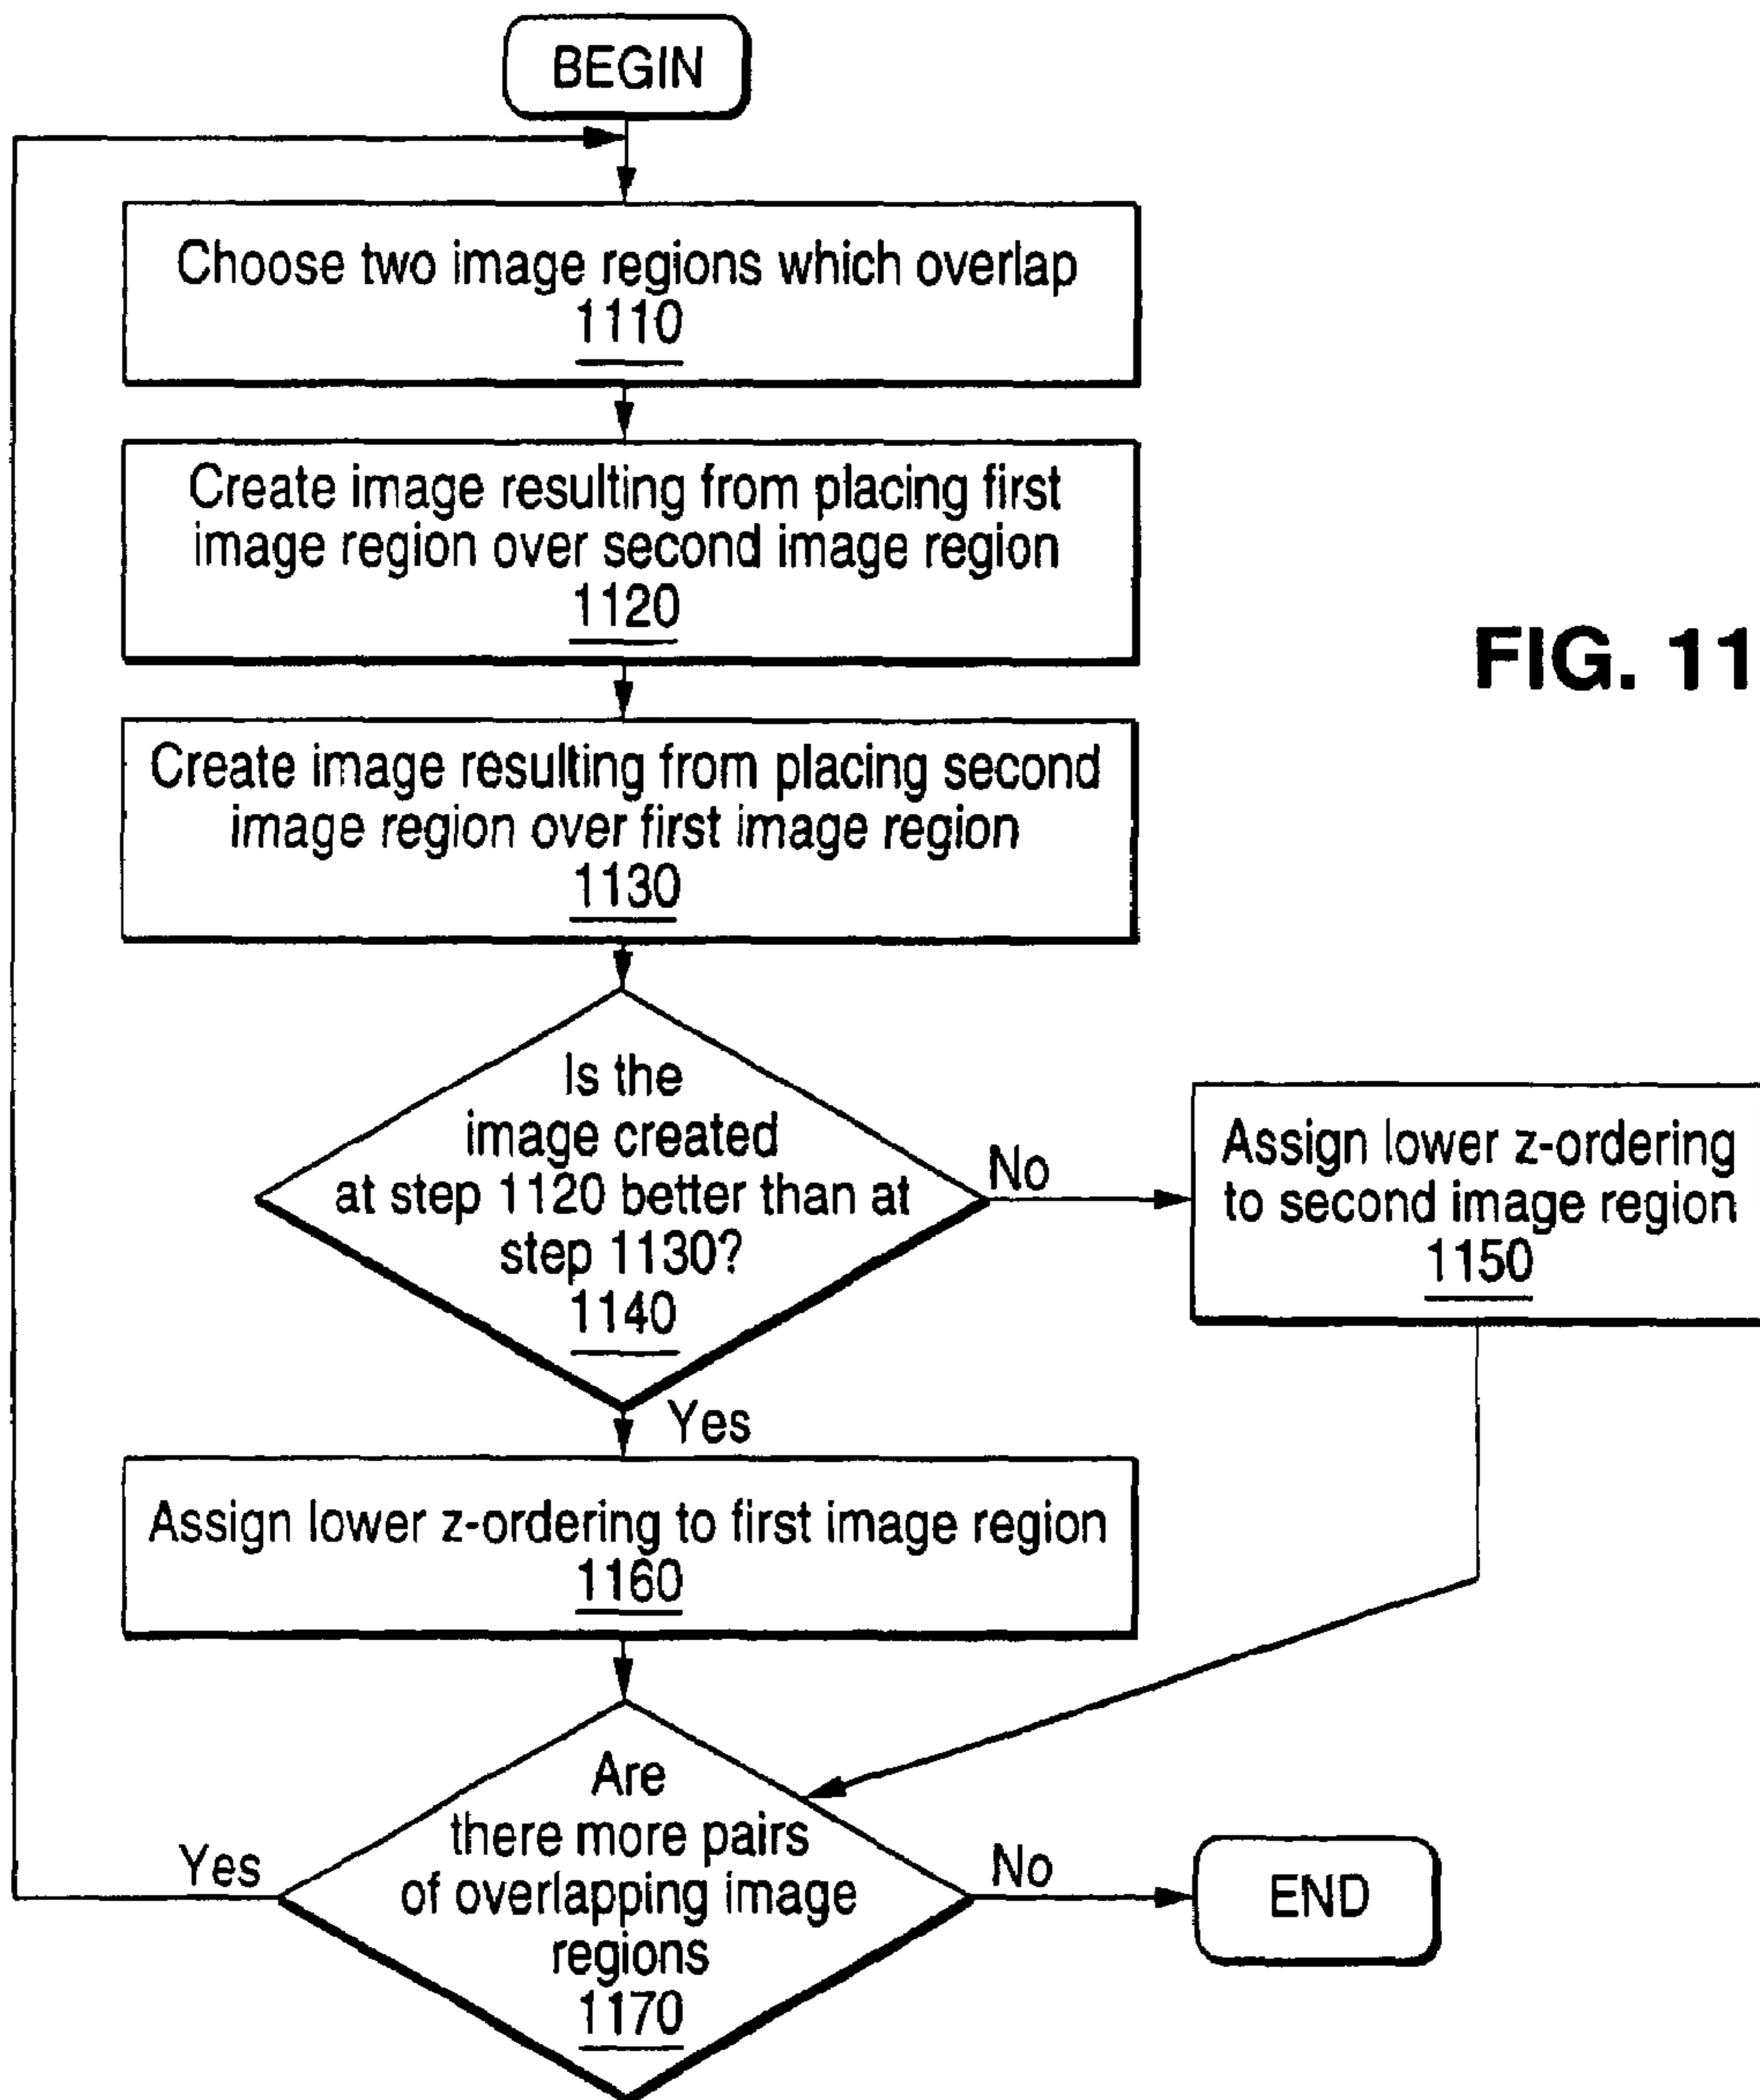 BEGIN
Choose two image regions which overlap
1110
Create image resulting from placing first
image region over second image region
1120
FIG. 11
Create image resulting from placing second
image region over first image region
1130
Is the
image created
at step 1120 better than at
step 1130?
1140
No
Assign lower z-ordering
to second image region
1150
Yes
Assign lower z-ordering to first image region
1160
Are
there more pairs
of overlapping image
regions
1170
Yes
No
END